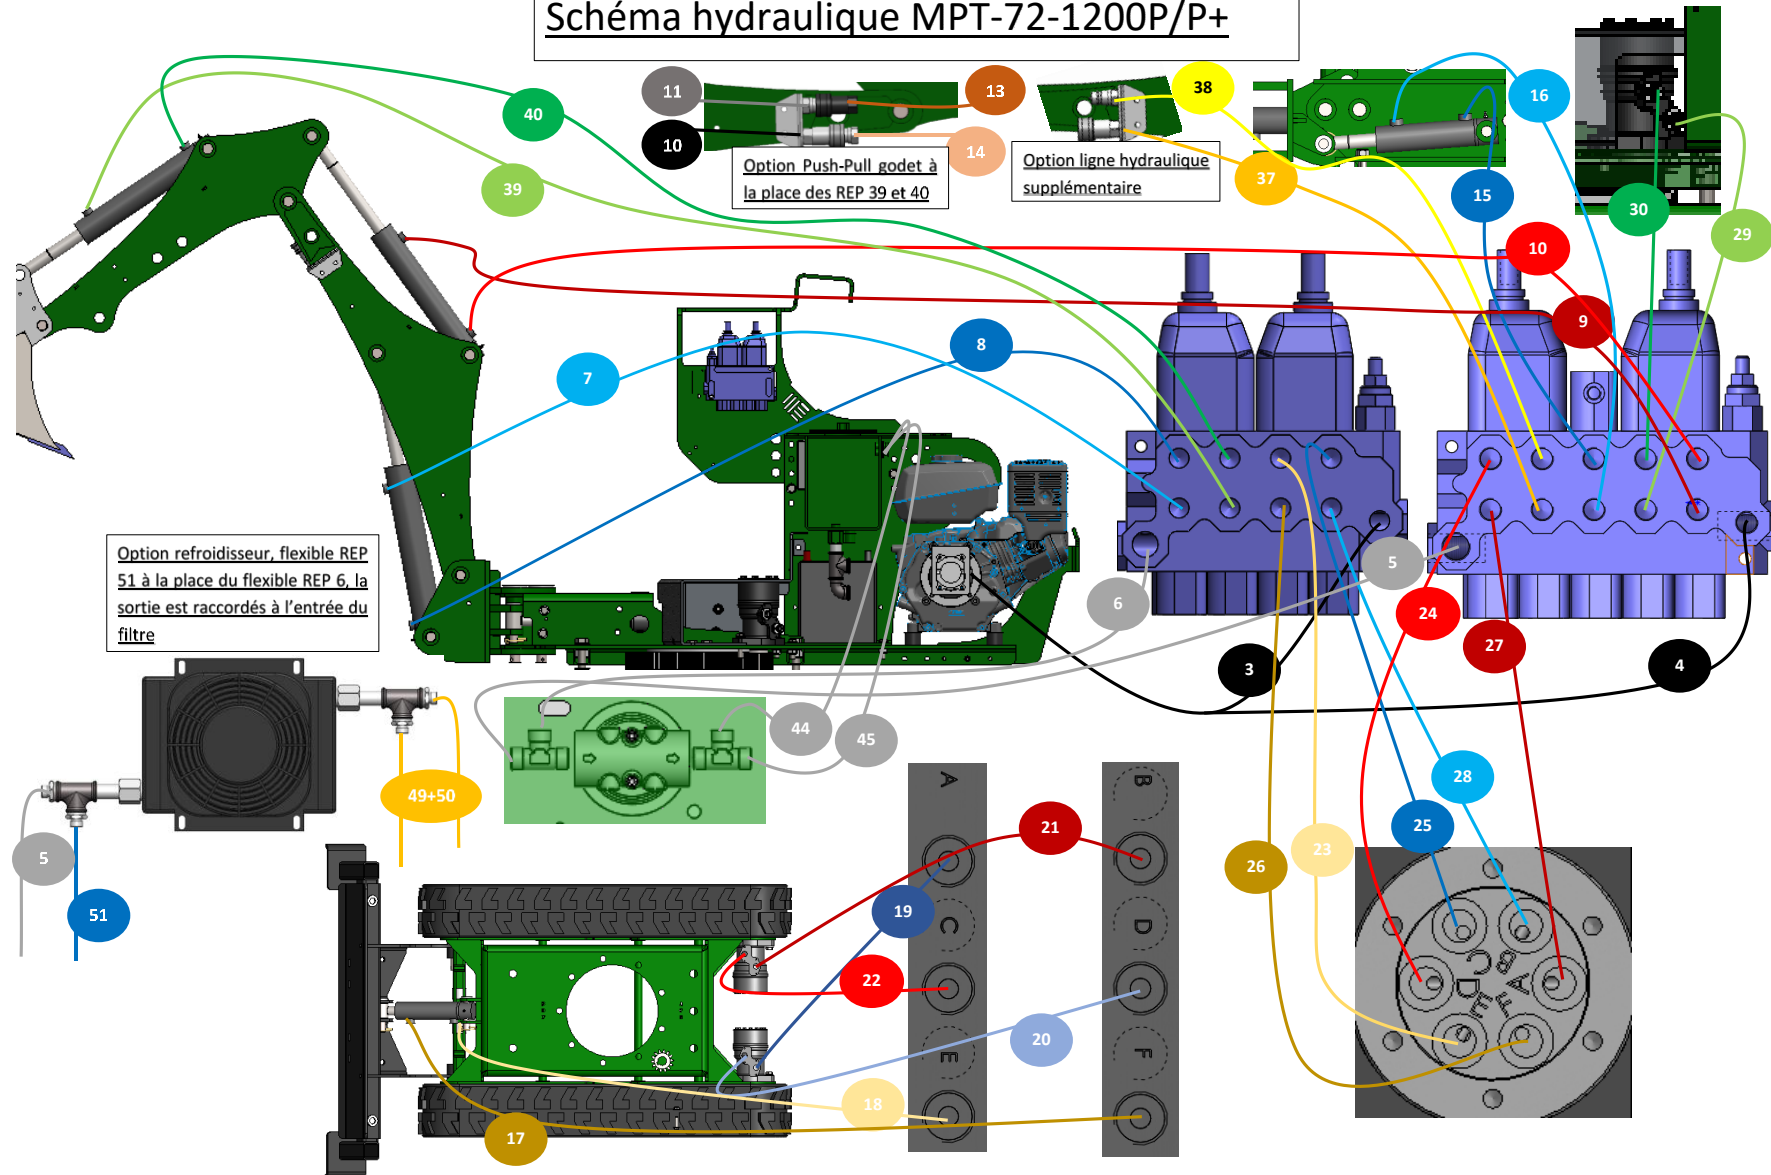 Schéma hydraulique MPT-72-1200P/P+
11
13
38
16
40
10
14
Option Push-Pull godet à
la place des REP 39 et 40
Option ligne hydraulique
supplémentaire
37
39
15
30
29
10
9
8
7
Option refroidisseur, flexible REP
51 à la place du flexible REP 6, la
sortie est raccordés à l'entrée du
filtre
5
6
24
27
3
4
44
45
49+50
28
25
23
26
5
51
21
19
22
20
18
17
A
C
E
B
D
F
C
B
D
A
E
F